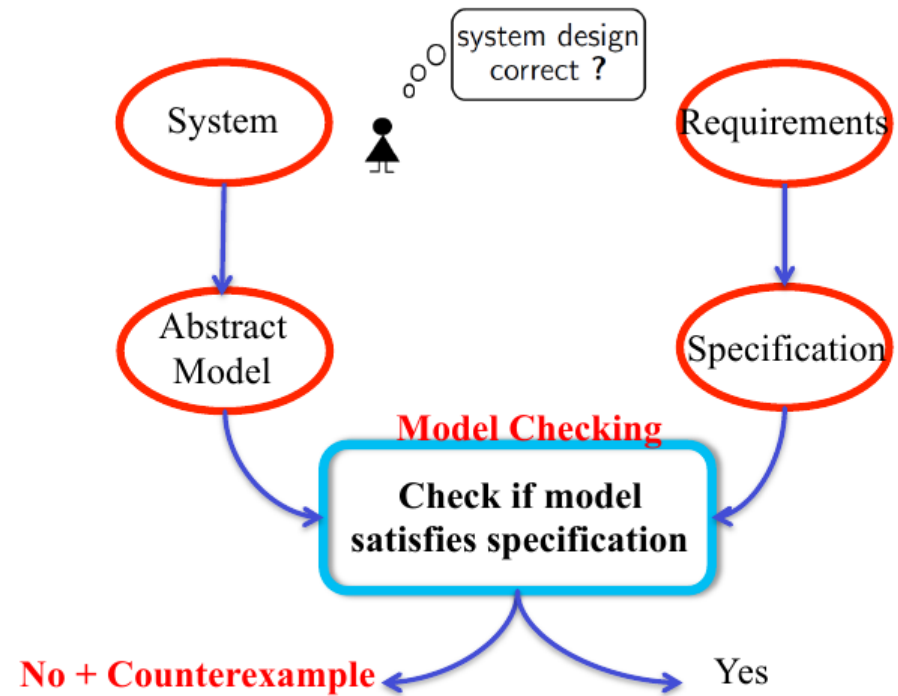 system design
correct ?
System
Requirements
Abstract
Model
Specification
Model Checking
Check if model
satisfies specification
No + Counterexample
Yes